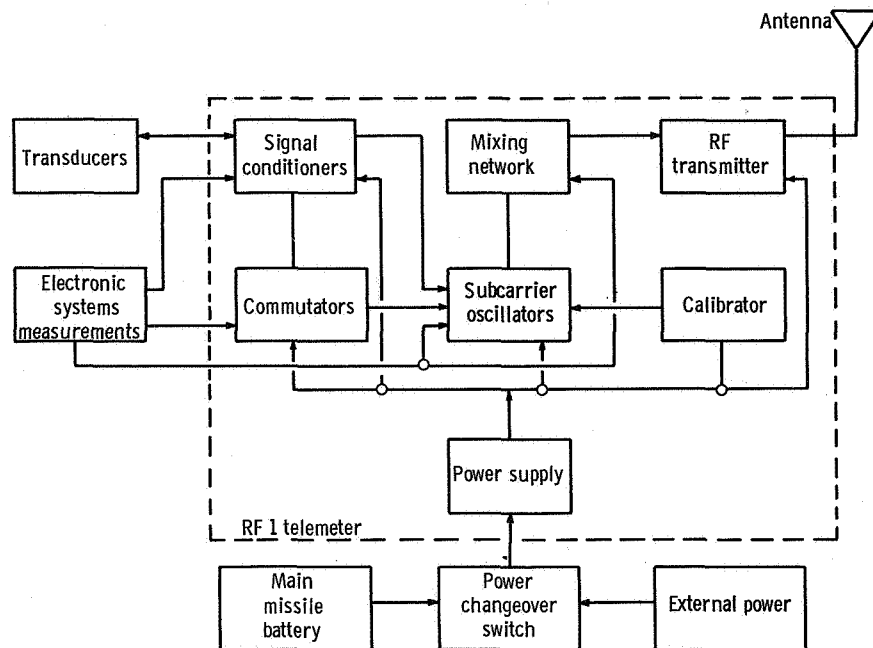 Antenna
Transducers
Signal
conditioners
Mixing
network
RF
transmitter
Electronic
systems
measurements
Commutators
Subcarrier
oscillators
Calibrator
Power supply
RF 1 telemeter
Main
missile
battery
Power
changeover
switch
External power